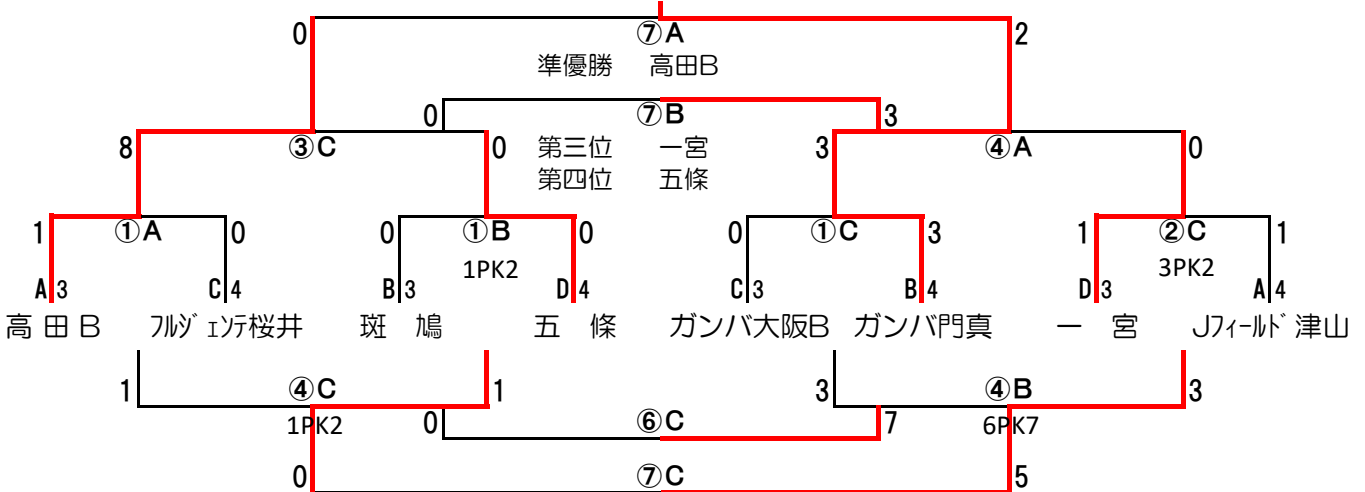 0 ⑦A 2
準優勝 高田B
0 ⑦B 3
8 ③C 0 第三位 一宮 3 ④A 0
第四位 五條
1 ①A 0 0 ①B 0 0 ①C 3 1 ②C 1
1PK2 3PK2
A3 C4 B3 D4 C3 B4 D3 A4
高田B フルジェンテ桜井 斑鳩 五條 ガンバ大阪B ガンバ門真 一宮 Jフィールド津山
1 ④C 1 3 ④B 3
1PK2 0 ⑥C 7 6PK7
0 ⑦C 5